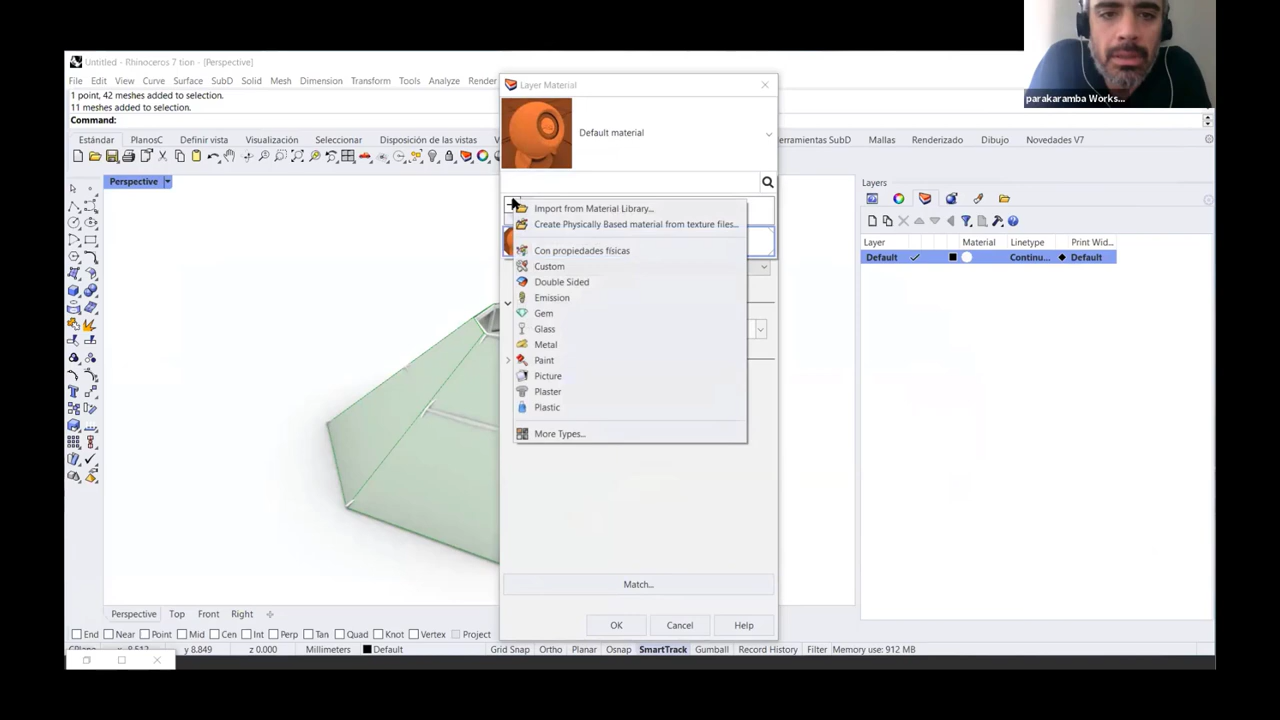 parakaramba Works...
Untitled - Rhinoceros 7 tion - [Perspective]
File Edit View Curve Surface SubD Solid Mesh Dimension Transform Tools Analyze Render
1 point, 42 meshes added to selection.
11 meshes added to selection.
Command:
Estándar PlanosC Definir vista Visualización Seleccionar Disposición de las vistas
erramientas SubD Mallas Renderizado Dibujo Novedades V7
Perspective
Layer Material
Default material
Import from Material Library...
Create Physically Based material from texture files...
Con propiedades físicas
Custom
Double Sided
Emission
Gem
Glass
Metal
Paint
Picture
Plaster
Plastic
More Types...
Match...
OK Cancel Help
Layers
Layer Material Linetype Print Wid...
Default Continu... Default
Perspective Top Front Right
End Near Point Mid Cen Int Perp Tan Quad Knot Vertex Project
y 8.849 z 0.000 Millimeters Default Grid Snap Ortho Planar Osnap SmartTrack Gumball Record History Filter Memory use: 912 MB